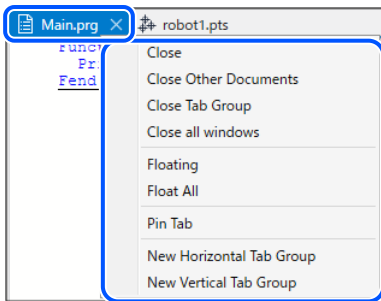 Main.prg
robot1.pts
Func
Pr
Fend
Close
Close Other Documents
Close Tab Group
Close all windows
Floating
Float All
Pin Tab
New Horizontal Tab Group
New Vertical Tab Group